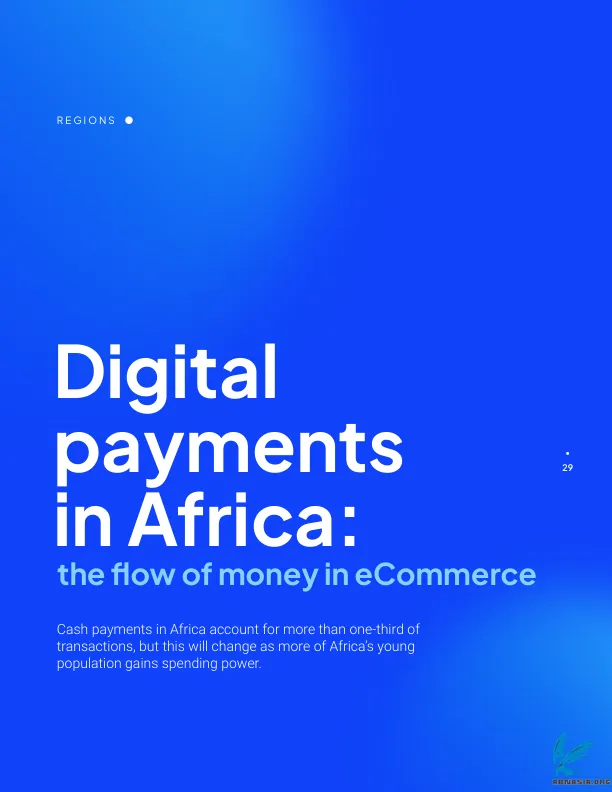 REGIONS
Digital
payments
in Africa:
the flow of money in eCommerce
29
Cash payments in Africa account for more than one-third of
transactions, but this will change as more of Africa's young
population gains spending power.